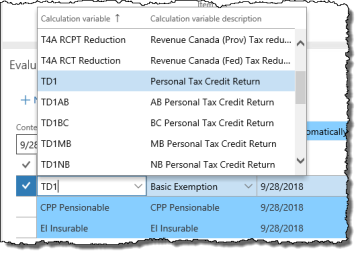 Calculation variable ↑ Calculation variable description
T4A RCPT Reduction Revenue Canada (Prov) Tax redu...
T4A RCT Reduction Revenue Canada (Fed) Tax redu...
Evalu
TD1 Personal Tax Credit Return
TD1AB AB Personal Tax Credit Return
TD1BC BC Personal Tax Credit Return
Conte
TD1MB MB Personal Tax Credit Return
omatically
9/28
TD1NB NB Personal Tax Credit Return
TD1 Basic Exemption 9/28/2018
CPP Pensionable CPP Pensionable 9/28/2018
EI Insurable EI Insurable 9/28/2018